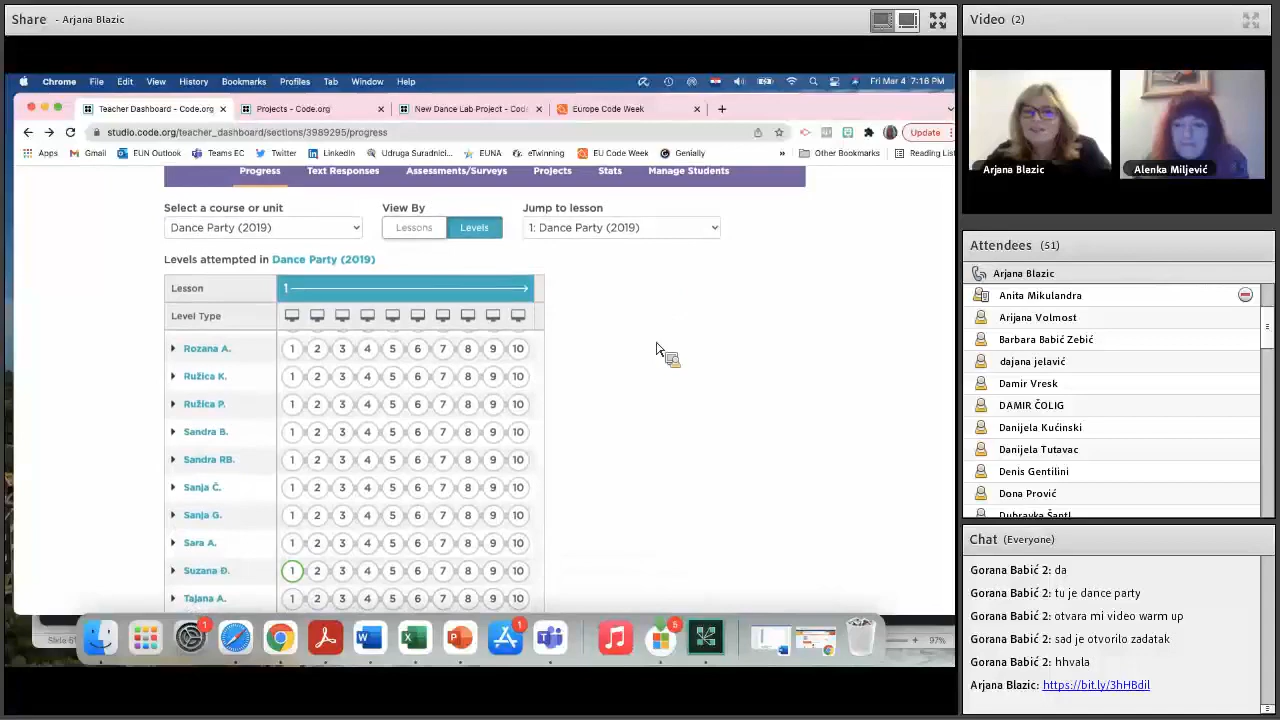 Share - Arjana Blazic
Chrome File Edit View History Bookmarks Profiles Tab Window Help Fri Mar 4 7:16 PM
Teacher Dashboard - Code.org Projects - Code.org New Dance Lab Project - Code Europe Code Week
studio.code.org/teacher_dashboard/sections/3989295/progress Update
Apps Gmail EUN Outlook Teams EC Twitter LinkedIn Udruga Suradnici... EUNA eTwinning EU Code Week Genially Other Bookmarks Reading List
Progress Text Responses Assessments/Surveys Projects Stats Manage Students
Select a course or unit View By Jump to lesson
Dance Party (2019) Lessons Levels 1: Dance Party (2019)
Levels attempted in Dance Party (2019)
Lesson 1
Level Type
Rozana A. 1 2 3 4 5 6 7 8 9 10
Ružica K. 1 2 3 4 5 6 7 8 9 10
Ružica P. 1 2 3 4 5 6 7 8 9 10
Sandra B. 1 2 3 4 5 6 7 8 9 10
Sandra RB. 1 2 3 4 5 6 7 8 9 10
Sanja Č. 1 2 3 4 5 6 7 8 9 10
Sanja G. 1 2 3 4 5 6 7 8 9 10
Sara A. 1 2 3 4 5 6 7 8 9 10
Suzana Đ. 1 2 3 4 5 6 7 8 9 10
Tajana A. 1 2 3 4 5 6 7 8 9 10
1 1 5
97%
Video (2)
Arjana Blazic Alenka Miljević
Attendees (51)
Arjana Blazic
Anita Mikulandra
Arijana Volmost
Barbara Babić Zebić
dajana jelavić
Damir Vresk
DAMIR ČOLIG
Danijela Kućinski
Danijela Tutavac
Denis Gentilini
Dona Prović
Dubravka Šantl
Chat (Everyone)
Gorana Babić 2: da
Gorana Babić 2: tu je dance party
Gorana Babić 2: otvara mi video warm up
Gorana Babić 2: sad je otvorilo zadatak
Gorana Babić 2: hhvala
Arjana Blazic: https://bit.ly/3hHBdil